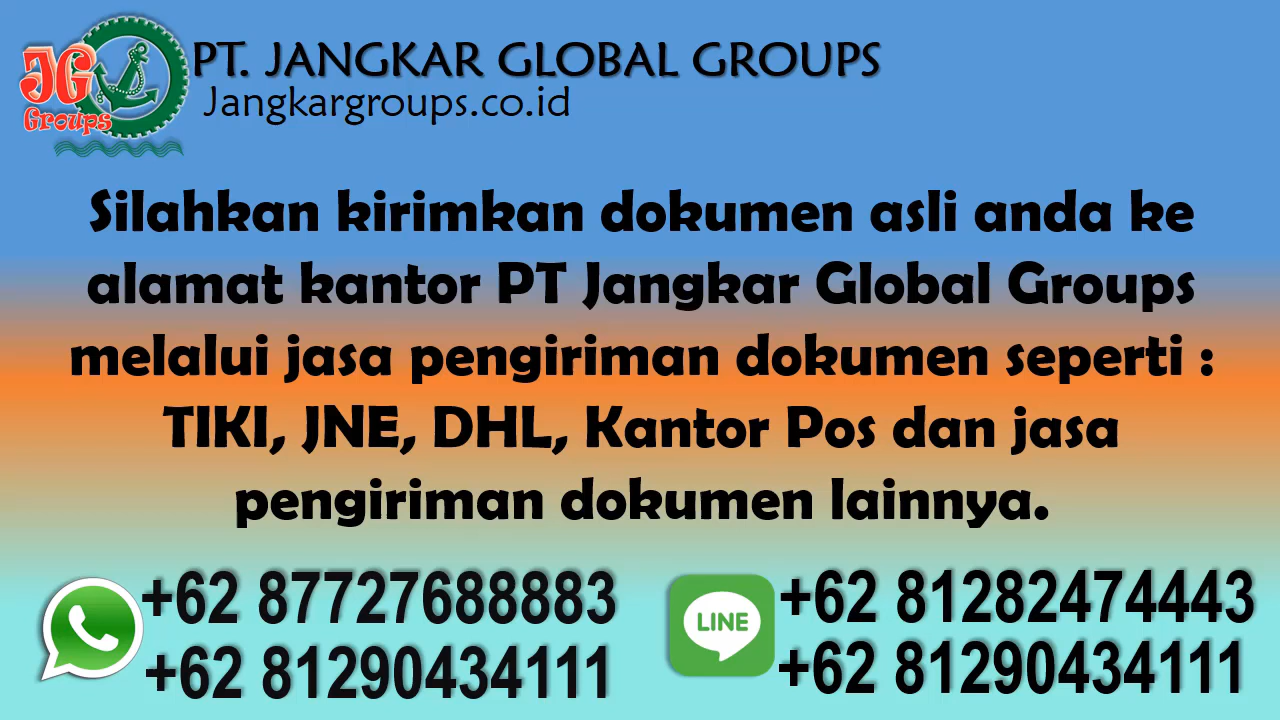 JG
Groups
PT. JANGKAR GLOBAL GROUPS
Jangkargroups.co.id
Silahkan kirimkan dokumen asli anda ke
alamat kantor PT Jangkar Global Groups
melalui jasa pengiriman dokumen seperti :
TIKI, JNE, DHL, Kantor Pos dan jasa
pengiriman dokumen lainnya.
+62 87727688883
+62 81290434111
LINE
+62 81282474443
+62 81290434111